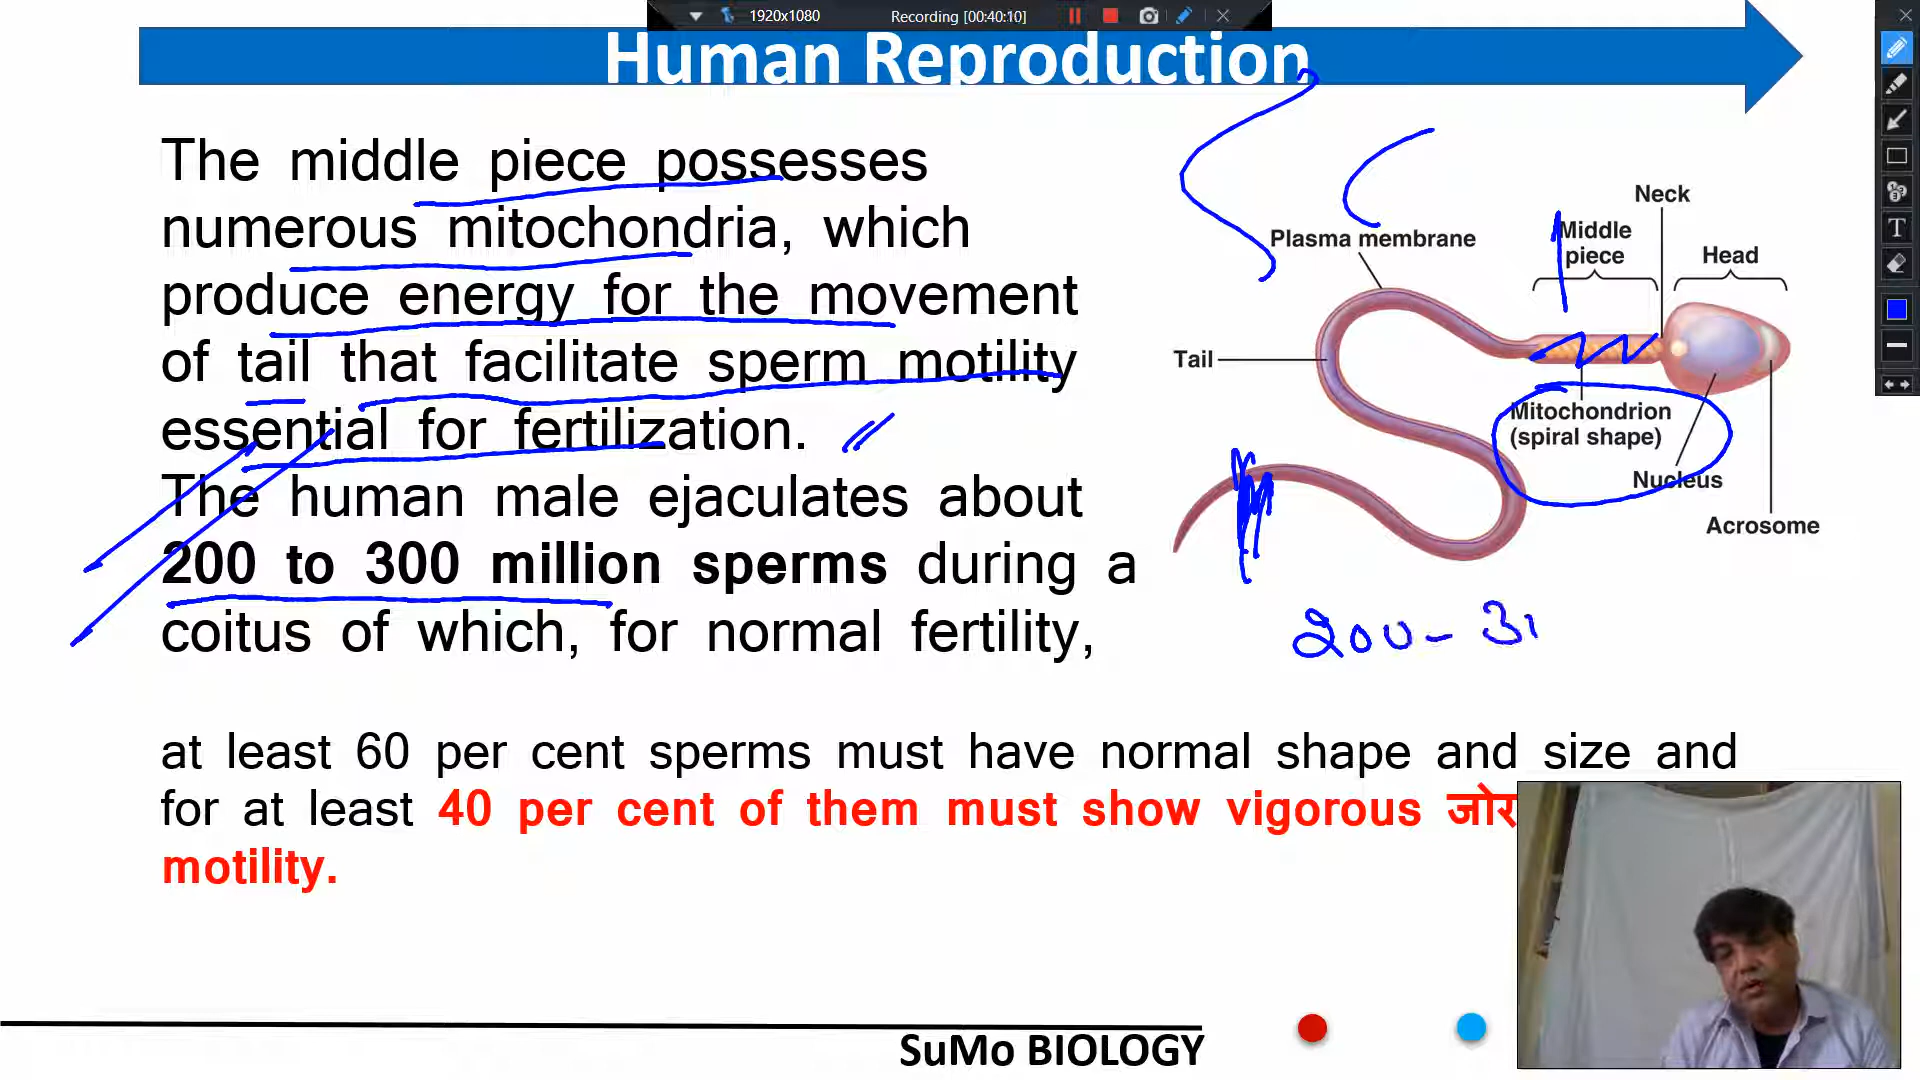 1920x1080
Recording [00:40:10]
Human Reproduction
The middle piece possesses
numerous mitochondria, which
produce energy for the movement
of tail that facilitate sperm motility
essential for fertilization.
The human male ejaculates about
200 to 300 million sperms during a
coitus of which, for normal fertility,
at least 60 per cent sperms must have normal shape and size and
for at least 40 per cent of them must show vigorous जोर
motility.
Neck
Middle
piece
Head
Plasma membrane
Tail
Mitochondrion
(spiral shape)
Nucleus
Acrosome
200 - 3
SuMo BIOLOGY